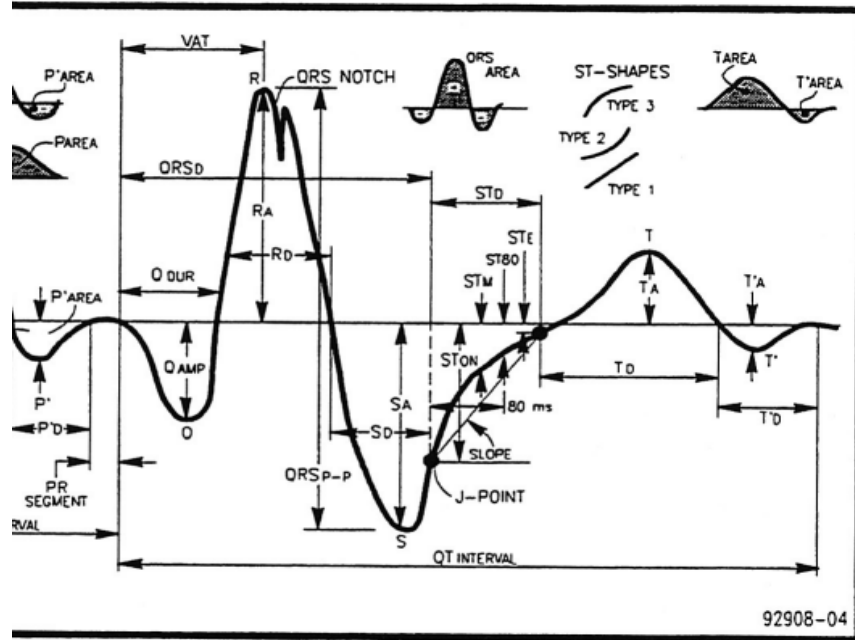 VAT
P'AREA
R
QRS NOTCH
QRS
AREA
ST-SHAPES
TYPE 3
TYPE 2
TYPE 1
TAREA
T'AREA
PAREA
QRSD
RA
STD
RD
STE
ST80
STM
Q DUR
T
TA
T'A
P'AREA
QAMP
Q
STON
SA
80 ms
TD
T'
P'
P'D
SD
SLOPE
T'D
QRSP-P
J-POINT
PR
SEGMENT
RVAL
S
QT INTERVAL
92908-04